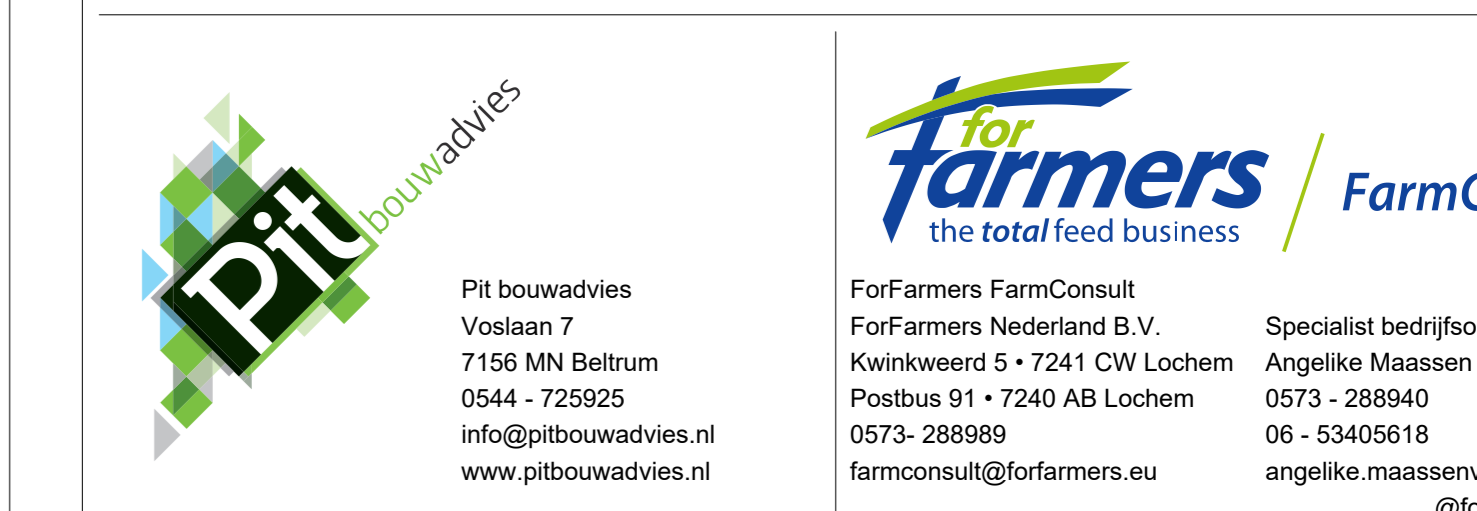 Pit
bouwadvies
Pit bouwadvies
Voslaan 7
7156 MN Beltrum
0544 - 725925
info@pitbouwadvies.nl
www.pitbouwadvies.nl
for
farmers
the total feed business
ForFarmers FarmConsult
ForFarmers Nederland B.V.
Kwinkweerd 5 • 7241 CW Lochem
Postbus 91 • 7240 AB Lochem
0573- 288989
farmconsult@forfarmers.eu
Specialist
Angelike Maassen
0573 - 288940
06 - 53405618